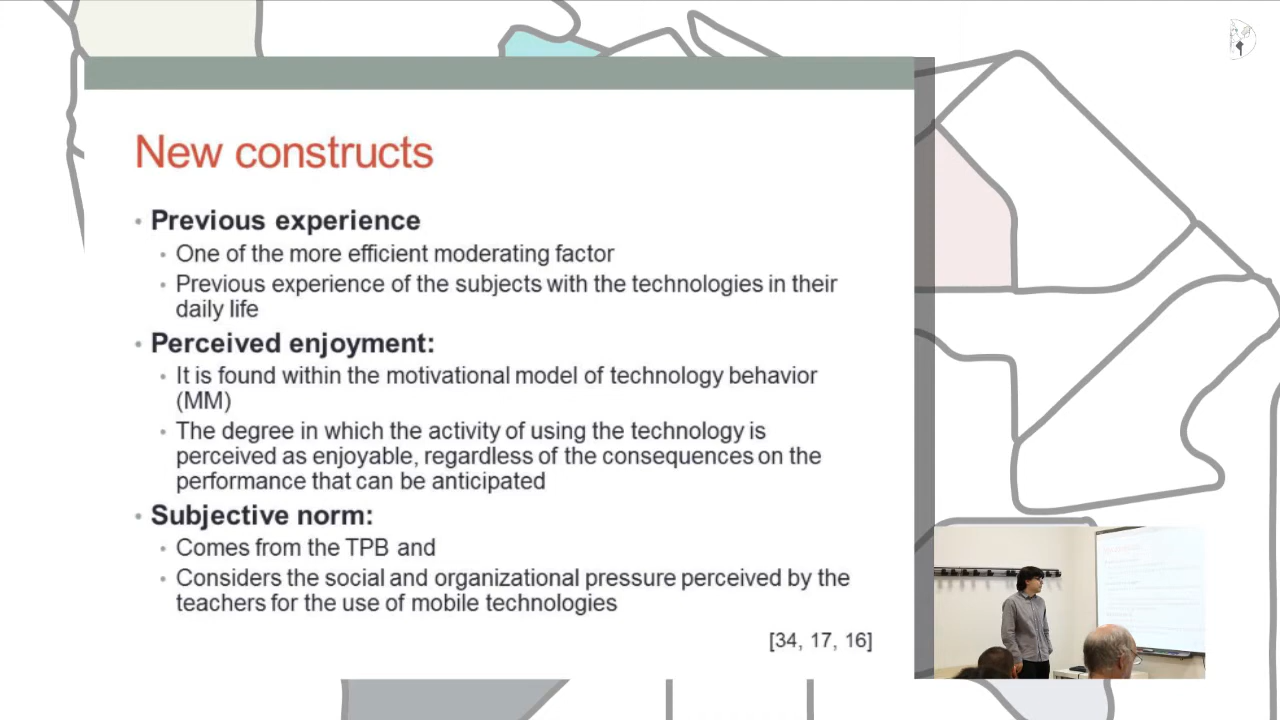 New constructs
• Previous experience
• One of the more efficient moderating factor
• Previous experience of the subjects with the technologies in their
daily life
• Perceived enjoyment:
• It is found within the motivational model of technology behavior
(MM)
• The degree in which the activity of using the technology is
perceived as enjoyable, regardless of the consequences on the
performance that can be anticipated
• Subjective norm:
• Comes from the TPB and
• Considers the social and organizational pressure perceived by the
teachers for the use of mobile technologies
[34, 17, 16]